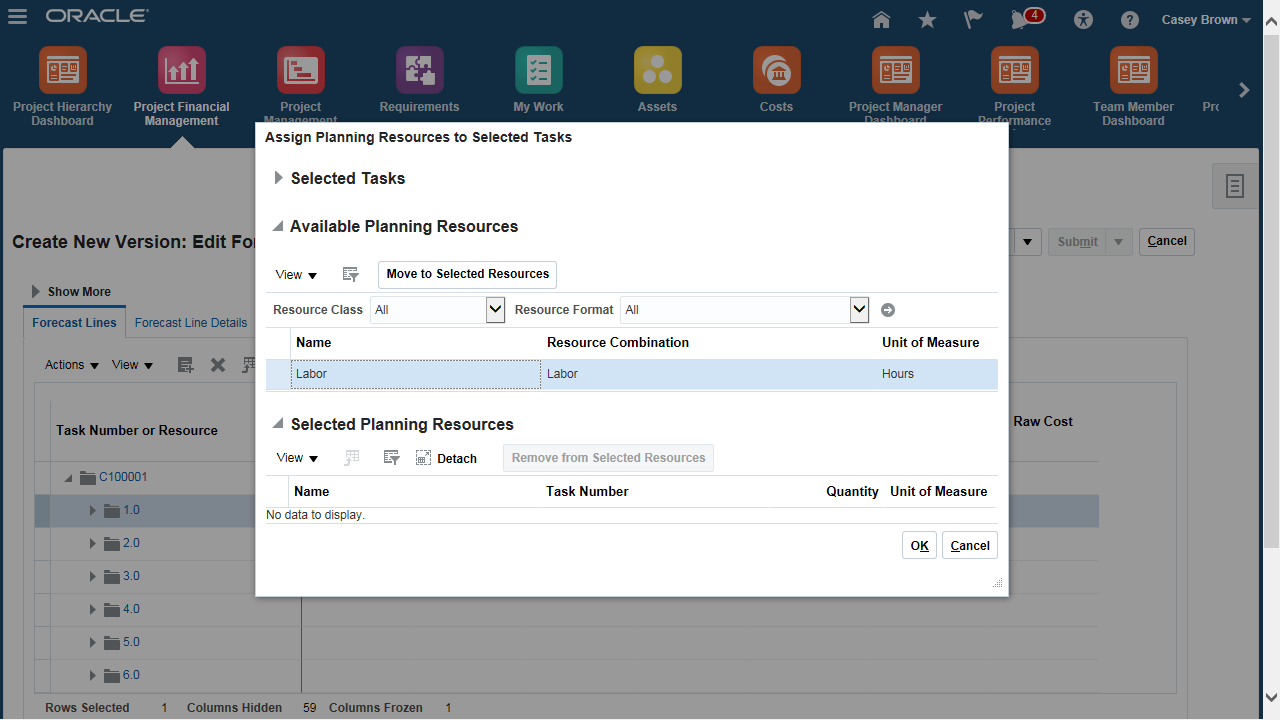 ORACLE
4
Casey Brown
Project Hierarchy Dashboard
Project Financial Management
Project Management
Requirements
My Work
Assets
Costs
Project Manager Dashboard
Project Performance
Team Member Dashboard
Assign Planning Resources to Selected Tasks
Selected Tasks
Available Planning Resources
Create New Version: Edit Fo
Submit
Cancel
View
Move to Selected Resources
Show More
Resource Class All Resource Format All
Forecast Lines
Forecast Line Details
Name Resource Combination Unit of Measure
Actions View
Labor Labor Hours
Selected Planning Resources
Raw Cost
Task Number or Resource
View Detach Remove from Selected Resources
C100001
Name Task Number Quantity Unit of Measure
1.0
No data to display.
2.0
OK Cancel
3.0
4.0
5.0
6.0
Rows Selected 1 Columns Hidden 59 Columns Frozen 1